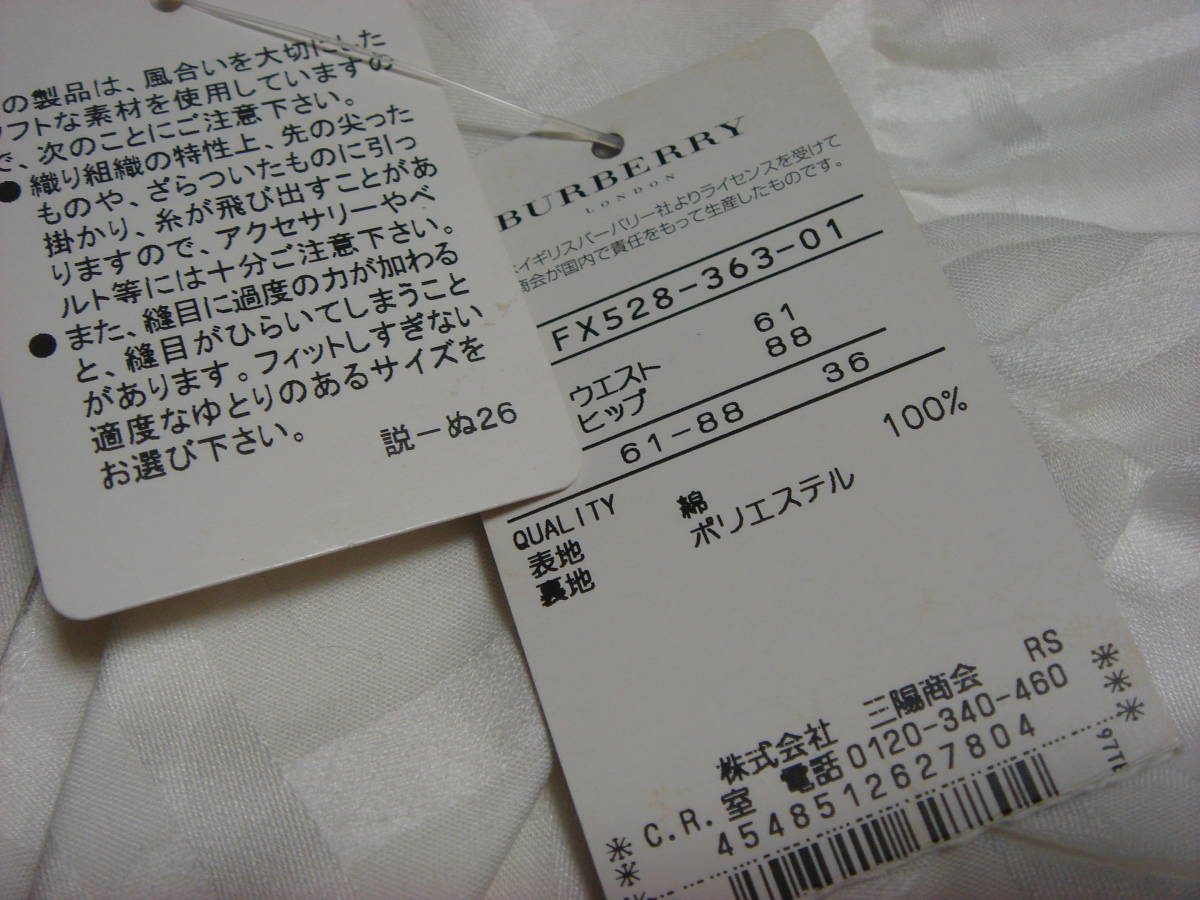 の製品は、風合いを大切にした
ソフトな素材を使用していますの
で、次のことにご注意下さい。
● 織り組織の特性上、先の尖った
ものや、ざらついたものに引っ
掛かり、糸が飛び出すことがあ
りますので、アクセサリーやベ
ルト等には十分ご注意下さい。
● また、縫目に過度の力が加わる
と、縫目がひらいてしまうこと
があります。フィットしすぎない
適度なゆとりのあるサイズを
お選び下さい。
説ーぬ26
BURBERRY
LONDON
イギリスバーバリー社よりライセンスを受けて
商会が国内で責任をもって生産したものです。
FX528-363-01
ウエスト 61
ヒップ 88
61-88 36
QUALITY
表地 綿 100%
裏地 ポリエステル
RS
株式会社 三陽商会
C.R.室 電話0120-340-460
4548512627804
97TL